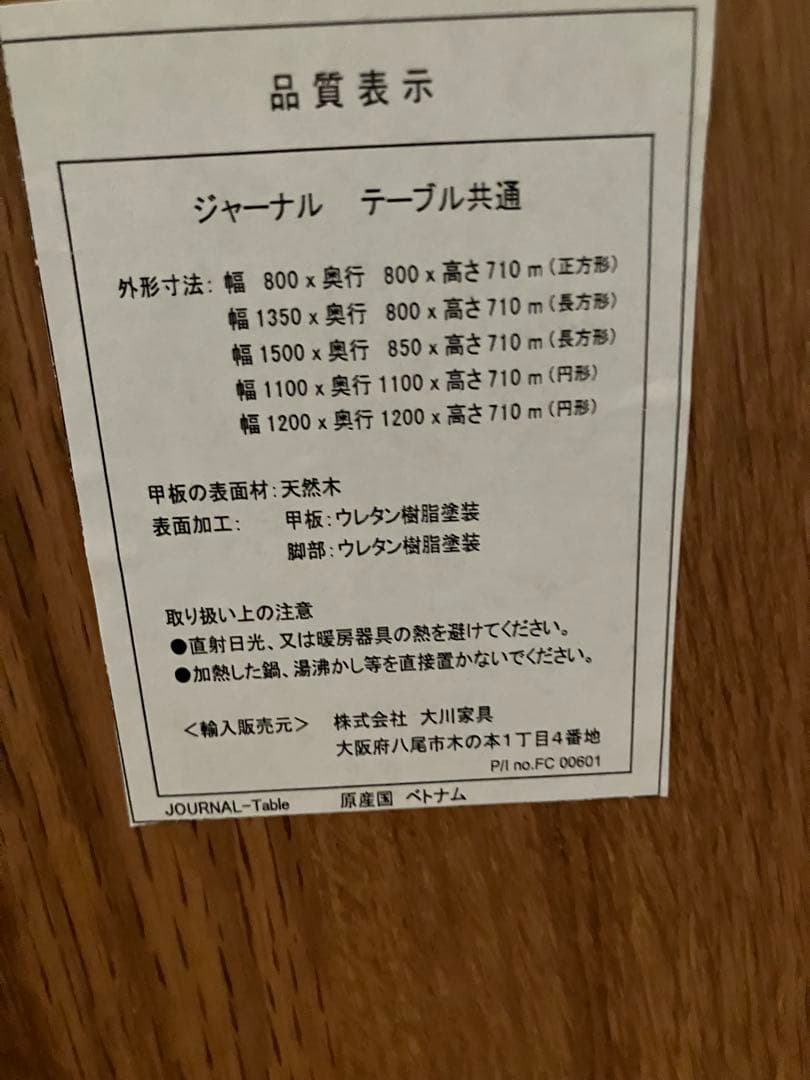 品質表示
ジャーナル　テーブル共通
外形寸法： 幅 800 x 奥行 800 x 高さ 710 m （正方形）
幅 1350 x 奥行 800 x 高さ 710 m （長方形）
幅 1500 x 奥行 850 x 高さ 710 m （長方形）
幅 1100 x 奥行 1100 x 高さ 710 m （円形）
幅 1200 x 奥行 1200 x 高さ 710 m （円形）
甲板の表面材：天然木
表面加工： 甲板：ウレタン樹脂塗装
脚部：ウレタン樹脂塗装
取り扱い上の注意
●直射日光、又は暖房器具の熱を避けてください。
●加熱した鍋、湯沸かし等を直接置かないでください。
＜輸入販売元＞ 株式会社 大川家具
大阪府八尾市木の本１丁目４番地
P/I no.FC 00601
JOURNAL-Table 原産国 ベトナム